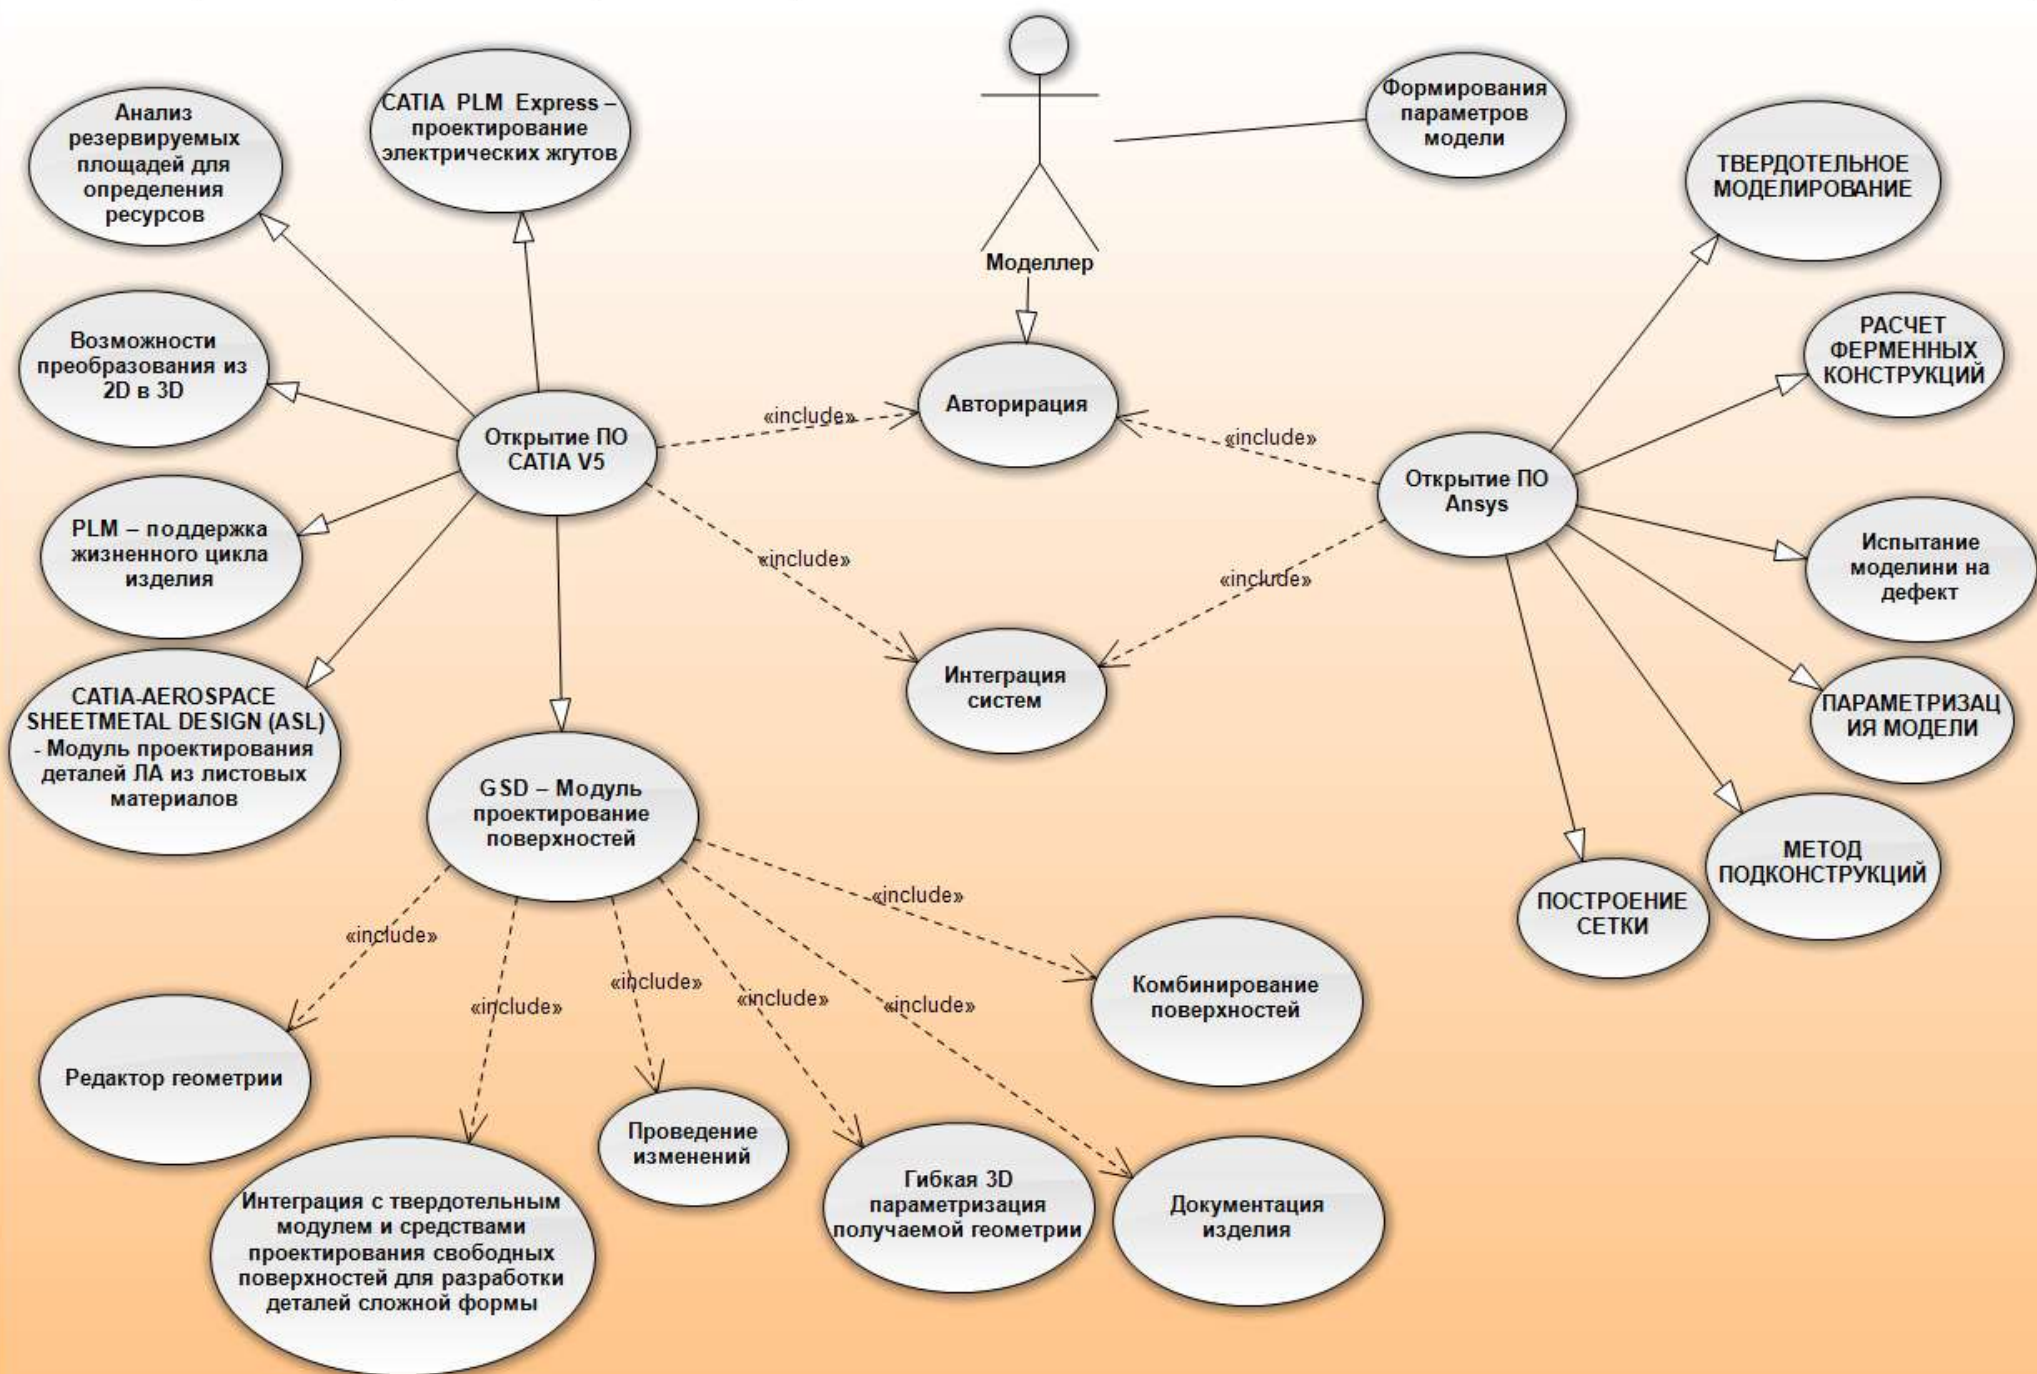 Анализ
резервируемых
площадей для
определения
ресурсов
CATIA PLM Express –
проектирование
электрических жгутов
Формирования
параметров
модели
ТВЕРДОТЕЛЬНОЕ
МОДЕЛИРОВАНИЕ
Моделлер
Возможности
преобразования из
2D в 3D
РАСЧЕТ
ФЕРМЕННЫХ
КОНСТРУКЦИЙ
Авторирация
«include»
«include»
Открытие ПО
CATIA V5
Открытие ПО
Ansys
PLM – поддержка
жизненного цикла
изделия
«include»
«include»
Испытание
моделини на
дефект
Интеграция
систем
CATIA-AEROSPACE
SHEETMETAL DESIGN (ASL)
- Модуль проектирования
деталей ЛА из листовых
материалов
ПАРАМЕТРИЗАЦ
ИЯ МОДЕЛИ
GSD – Модуль
проектирование
поверхностей
МЕТОД
ПОДКОНСТРУКЦИЙ
ПОСТРОЕНИЕ
СЕТКИ
«include»
«include»
«include»
«include»
«include»
«include»
Комбинирование
поверхностей
Редактор геометрии
Проведение
изменений
Интеграция с твердотельным
модулем и средствами
проектирования свободных
поверхностей для разработки
деталей сложной формы
Гибкая 3D
параметризация
получаемой геометрии
Документация
изделия